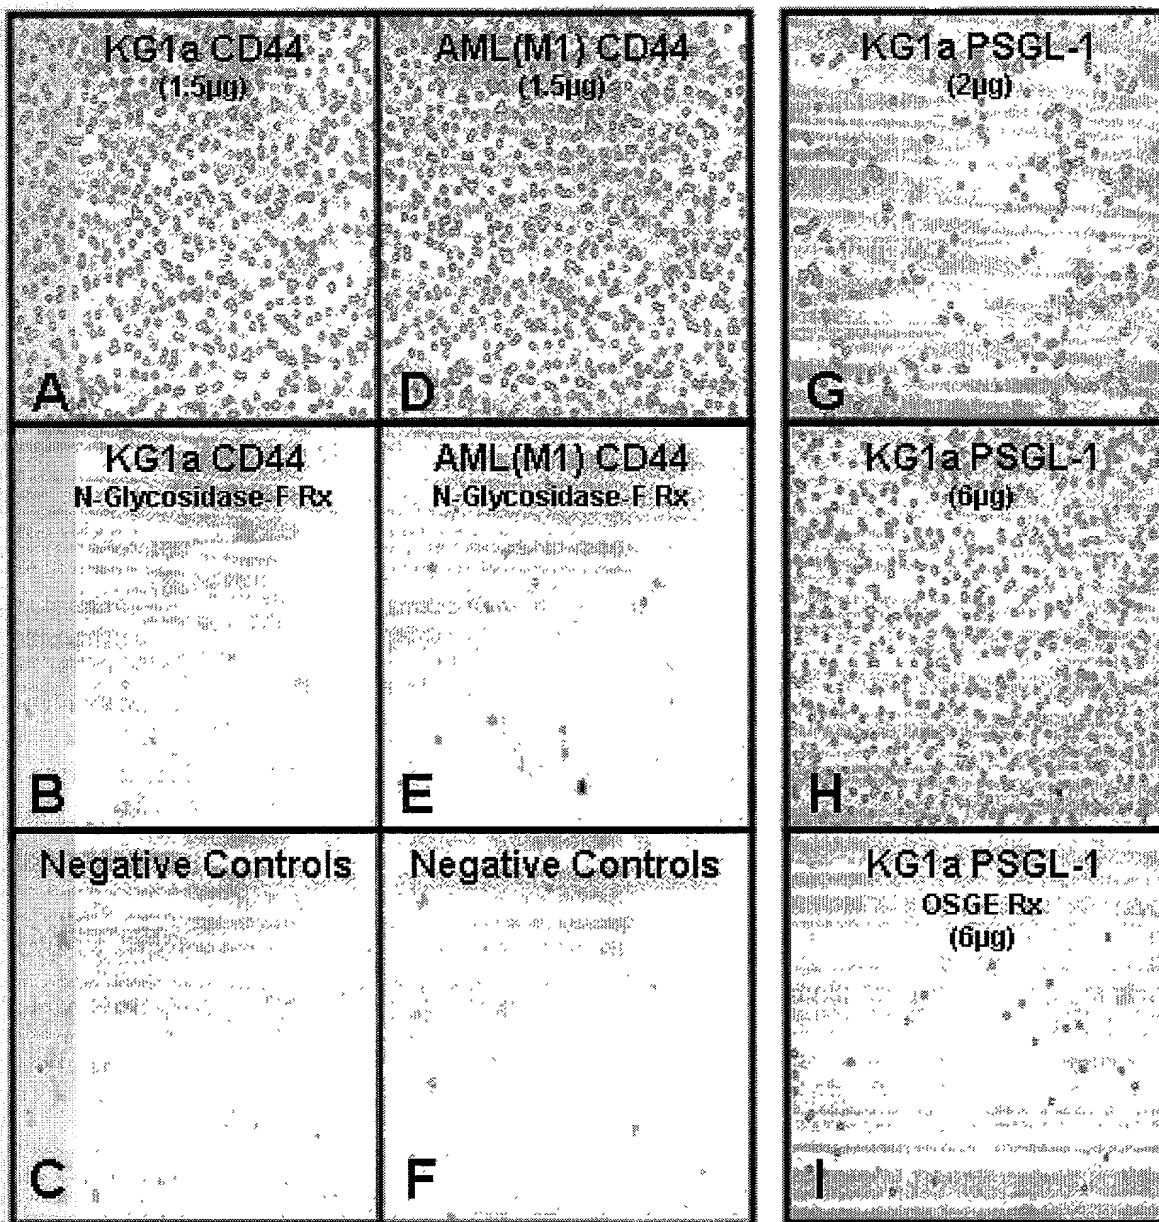 KG1a CD44
(1.5µg)
A
AML(M1) CD44
(1.5µg)
D
KG1a PSGL-1
(2µg)
G
KG1a CD44
N-Glycosidase-F Rx
B
AML(M1) CD44
N-Glycosidase-F Rx
E
KG1a PSGL-1
(6µg)
H
Negative Controls
C
Negative Controls
F
KG1a PSGL-1
OSGE Rx
(6µg)
I